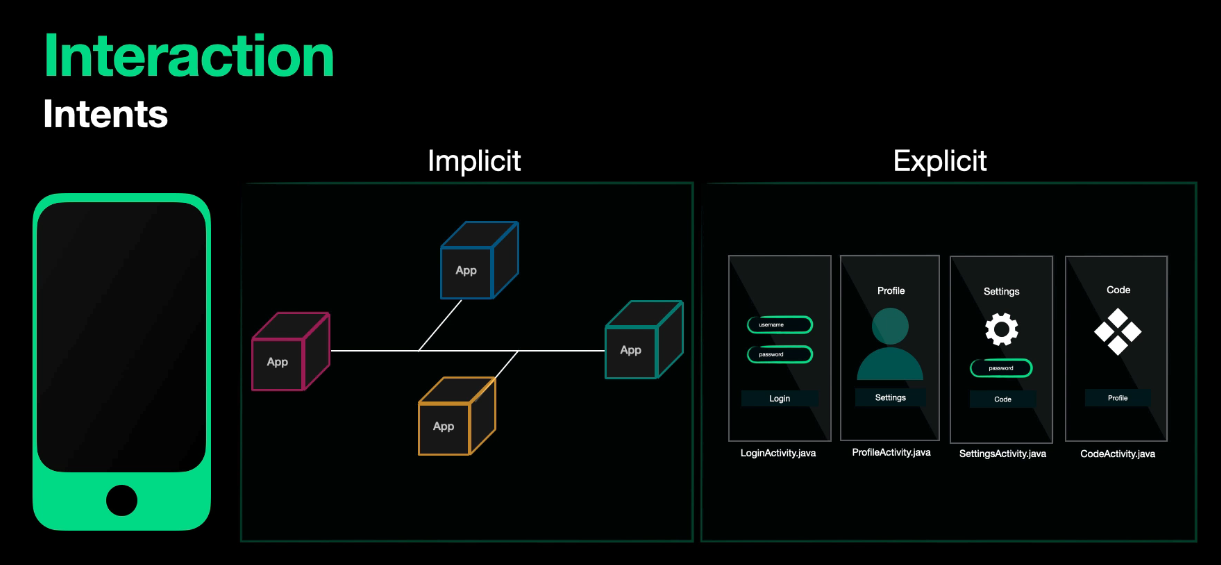 Interaction
Intents
Implicit
App
App
App
App
Explicit
username
password
Login
LoginActivity.java
Profile
Settings
ProfileActivity.java
Settings
password
Code
SettingsActivity.java
Code
Profile
CodeActivity.java